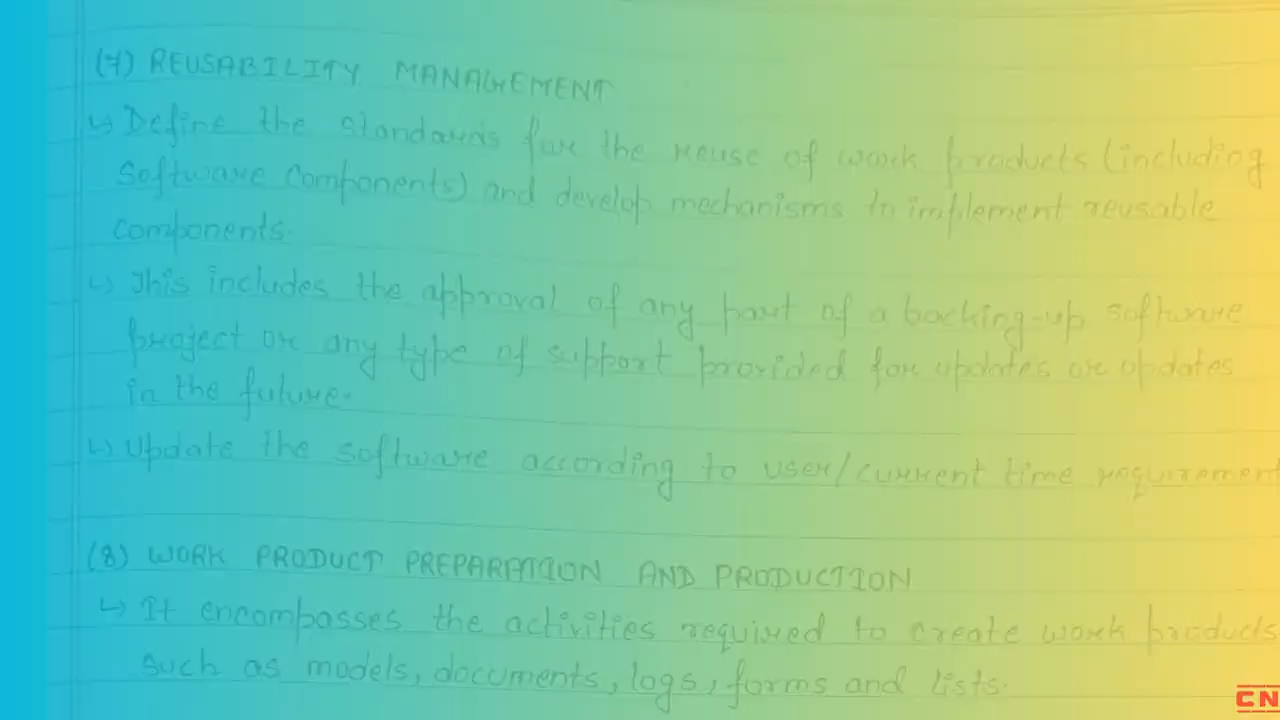 (7) REUSABILITY MANAGEMENT
↳ Define the standards for the reuse of work products (including
Software components) and develop mechanisms to implement reusable
components.
↳ This includes the approval of any part of a backing-up software
project or any type of support provided for updates or updates
in the future.
↳ Update the software according to user/current time requirement
(8) WORK PRODUCT PREPARATION AND PRODUCTION
↳ It encompasses the activities required to create work products
such as models, documents, logs, forms and lists.
CN